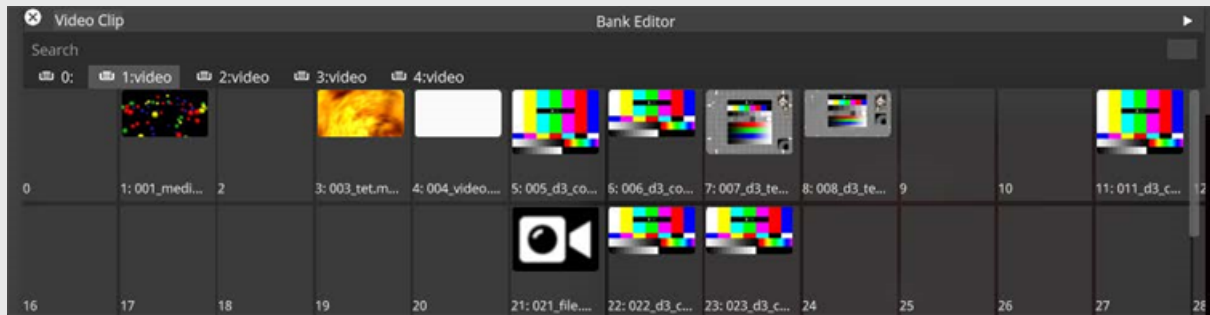 Video Clip Bank Editor
Search
0: 1:video 2:video 3:video 4:video
0 1: 001_medi... 2 3: 003_tet.m... 4: 004_video.... 5: 005_d3_co... 6: 006_d3_co... 7: 007_d3_te... 8: 008_d3_te... 9 10 11: 011_d3_c... 12
16 17 18 19 20 21: 021_file.... 22: 022_d3_c... 23: 023_d3_c... 24 25 26 27 28